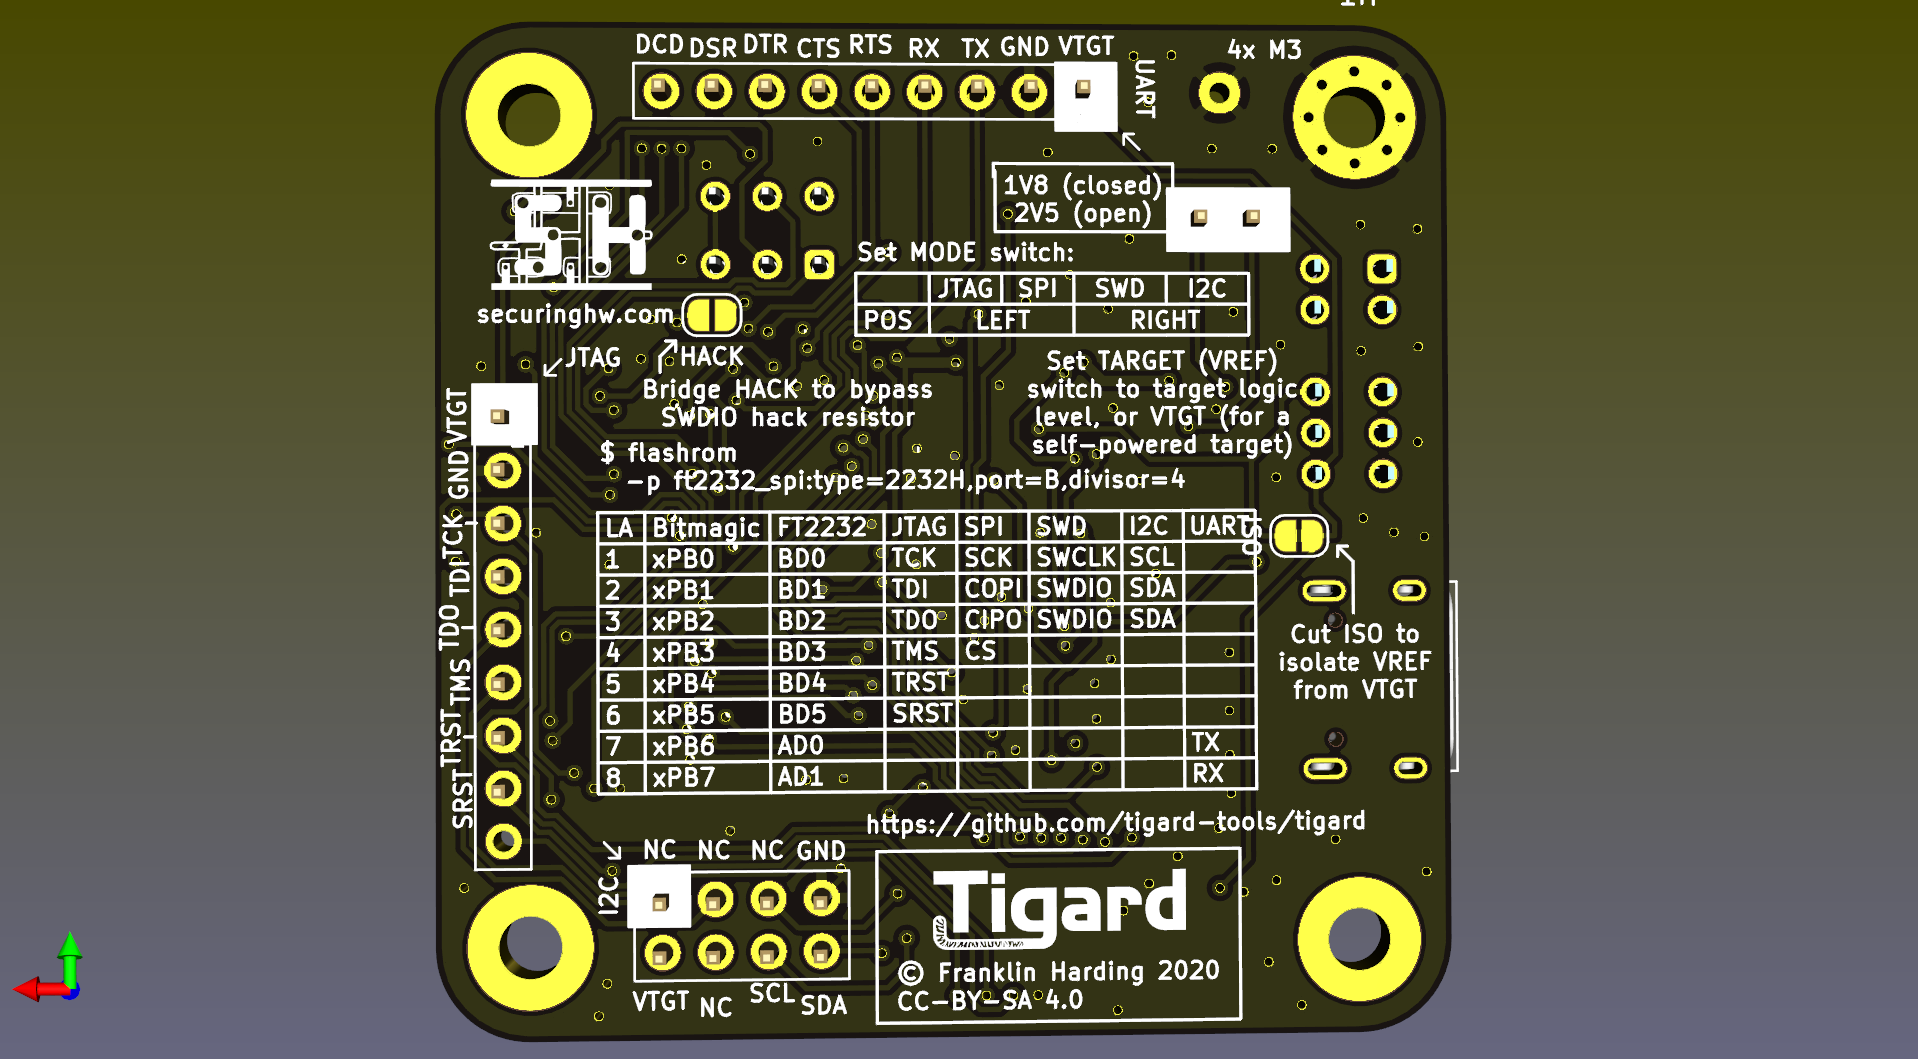 DCD DSR DTR CTS RTS RX TX GND VTGT
UART
4x M3
1V8 (closed)
2V5 (open)
Set MODE switch:
JTAG SPI SWD I2C
POS LEFT RIGHT
securinghw.com
JTAG
HACK
Bridge HACK to bypass
SWDIO hack resistor
Set TARGET (VREF)
switch to target logic
level, or VTGT (for a
self-powered target)
$ flashrom
-p ft2232_spi:type=2232H,port=B,divisor=4
VTGT
GND
TCK
TDI
TDO
TMS
TRST
SRST
LA Bitmagic FT2232 JTAG SPI SWD I2C UART
1 xPB0 BD0 TCK SCK SWCLK SCL
2 xPB1 BD1 TDI COPI SWDIO SDA
3 xPB2 BD2 TDO CIPO SWDIO SDA
4 xPB3 BD3 TMS CS
5 xPB4 BD4 TRST
6 xPB5 BD5 SRST
7 xPB6 AD0 TX
8 xPB7 AD1 RX
Cut ISO to
isolate VREF
from VTGT
https://github.com/tigard-tools/tigard
NC NC NC GND
I2C
VTGT NC SCL SDA
Tigard
© Franklin Harding 2020
CC-BY-SA 4.0